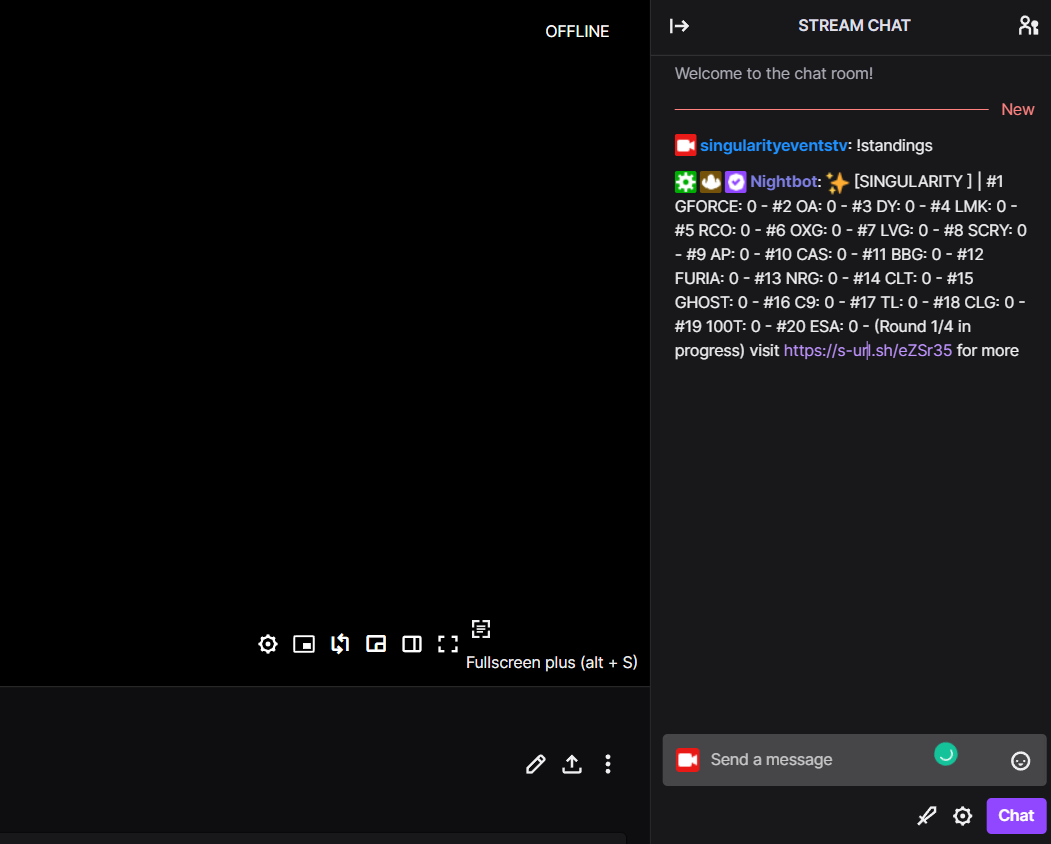 OFFLINE
STREAM CHAT
Welcome to the chat room!
New
singularityeventstv: !standings
Nightbot: ✨ [SINGULARITY ] | #1
GFORCE: 0 - #2 OA: 0 - #3 DY: 0 - #4 LMK: 0 -
#5 RCO: 0 - #6 OXG: 0 - #7 LVG: 0 - #8 SCRY: 0
- #9 AP: 0 - #10 CAS: 0 - #11 BBG: 0 - #12
FURIA: 0 - #13 NRG: 0 - #14 CLT: 0 - #15
GHOST: 0 - #16 C9: 0 - #17 TL: 0 - #18 CLG: 0 -
#19 100T: 0 - #20 ESA: 0 - (Round 1/4 in
progress) visit https://s-url.sh/eZSr35 for more
Fullscreen plus (alt + S)
Send a message
Chat